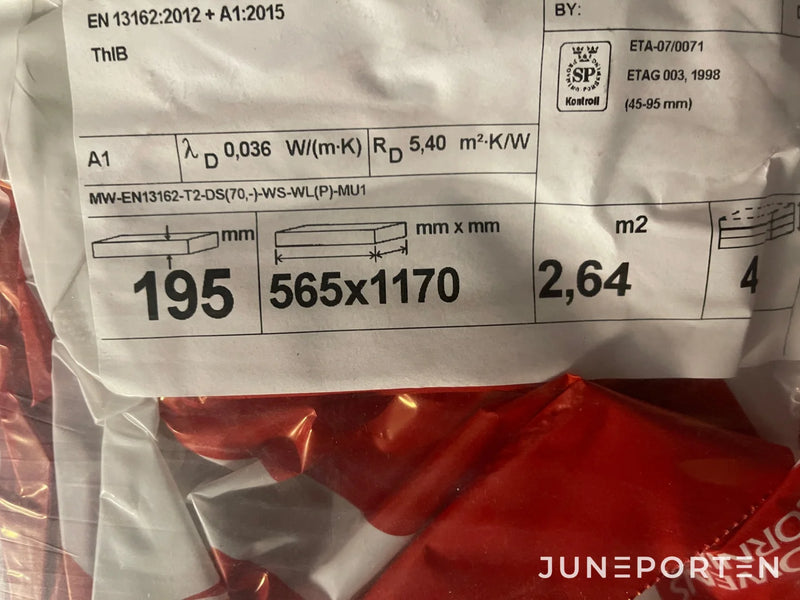 EN 13162:2012 + A1:2015
ThIB
BY:
SP
Kontroll
ETA-07/0071
ETAG 003, 1998
(45-95 mm)
A1
λD 0,036 W/(m·K)
RD 5,40 m²·K/W
MW-EN13162-T2-DS(70,-)-WS-WL(P)-MU1
mm
195
mm x mm
565x1170
m2
2,64
4
JUNEPORTEN